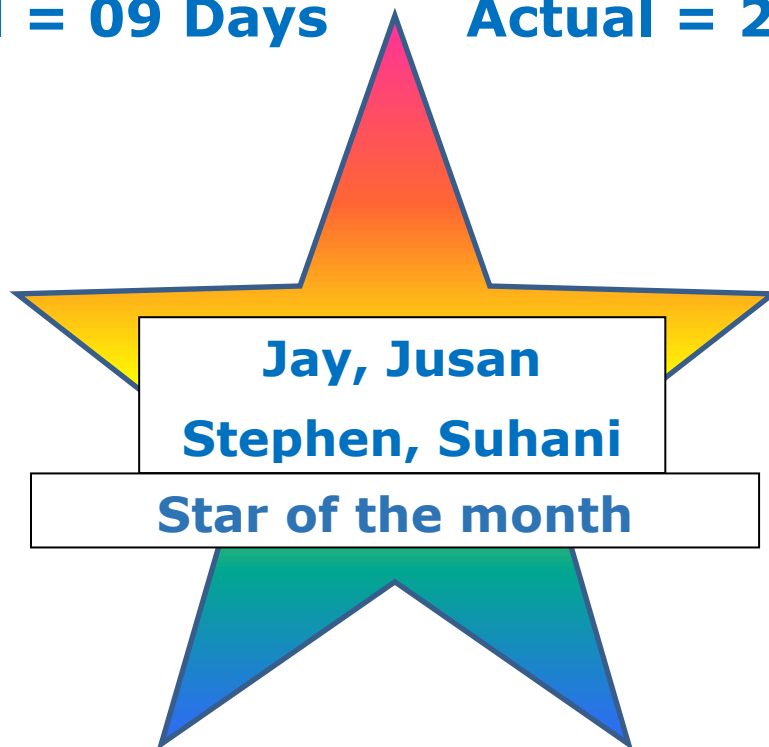 = 09 Days Actual = 2
Jay, Jusan
Stephen, Suhani
Star of the month